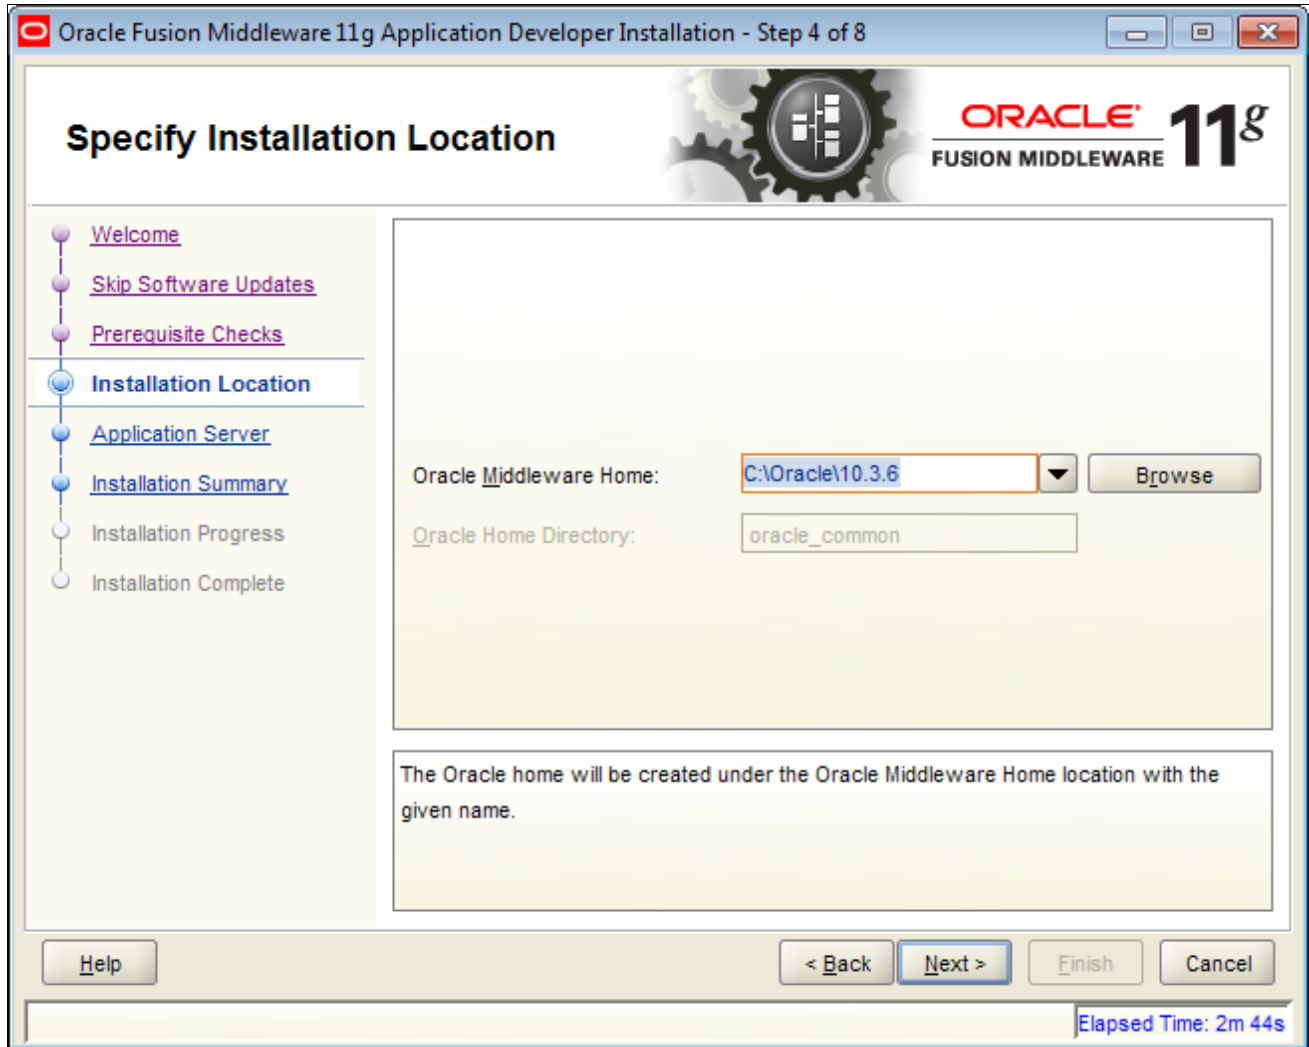 Oracle Fusion Middleware 11g Application Developer Installation - Step 4 of 8
Specify Installation Location
ORACLE
FUSION MIDDLEWARE 11g
Welcome
Skip Software Updates
Prerequisite Checks
Installation Location
Application Server
Installation Summary
Installation Progress
Installation Complete
Oracle Middleware Home: C:\Oracle\10.3.6 Browse
Oracle Home Directory: oracle_common
The Oracle home will be created under the Oracle Middleware Home location with the
given name.
Help < Back Next > Finish Cancel
Elapsed Time: 2m 44s